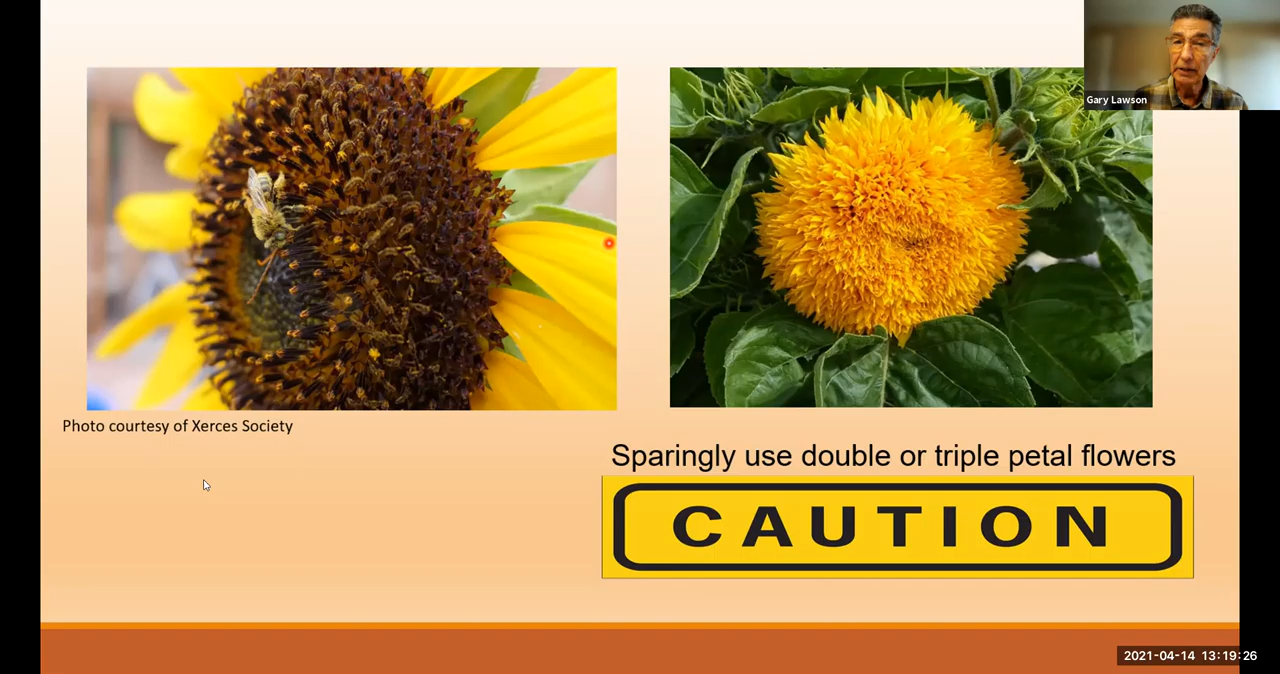 Gary Lawson
Photo courtesy of Xerces Society
Sparingly use double or triple petal flowers
CAUTION
2021-04-14 13:19:26